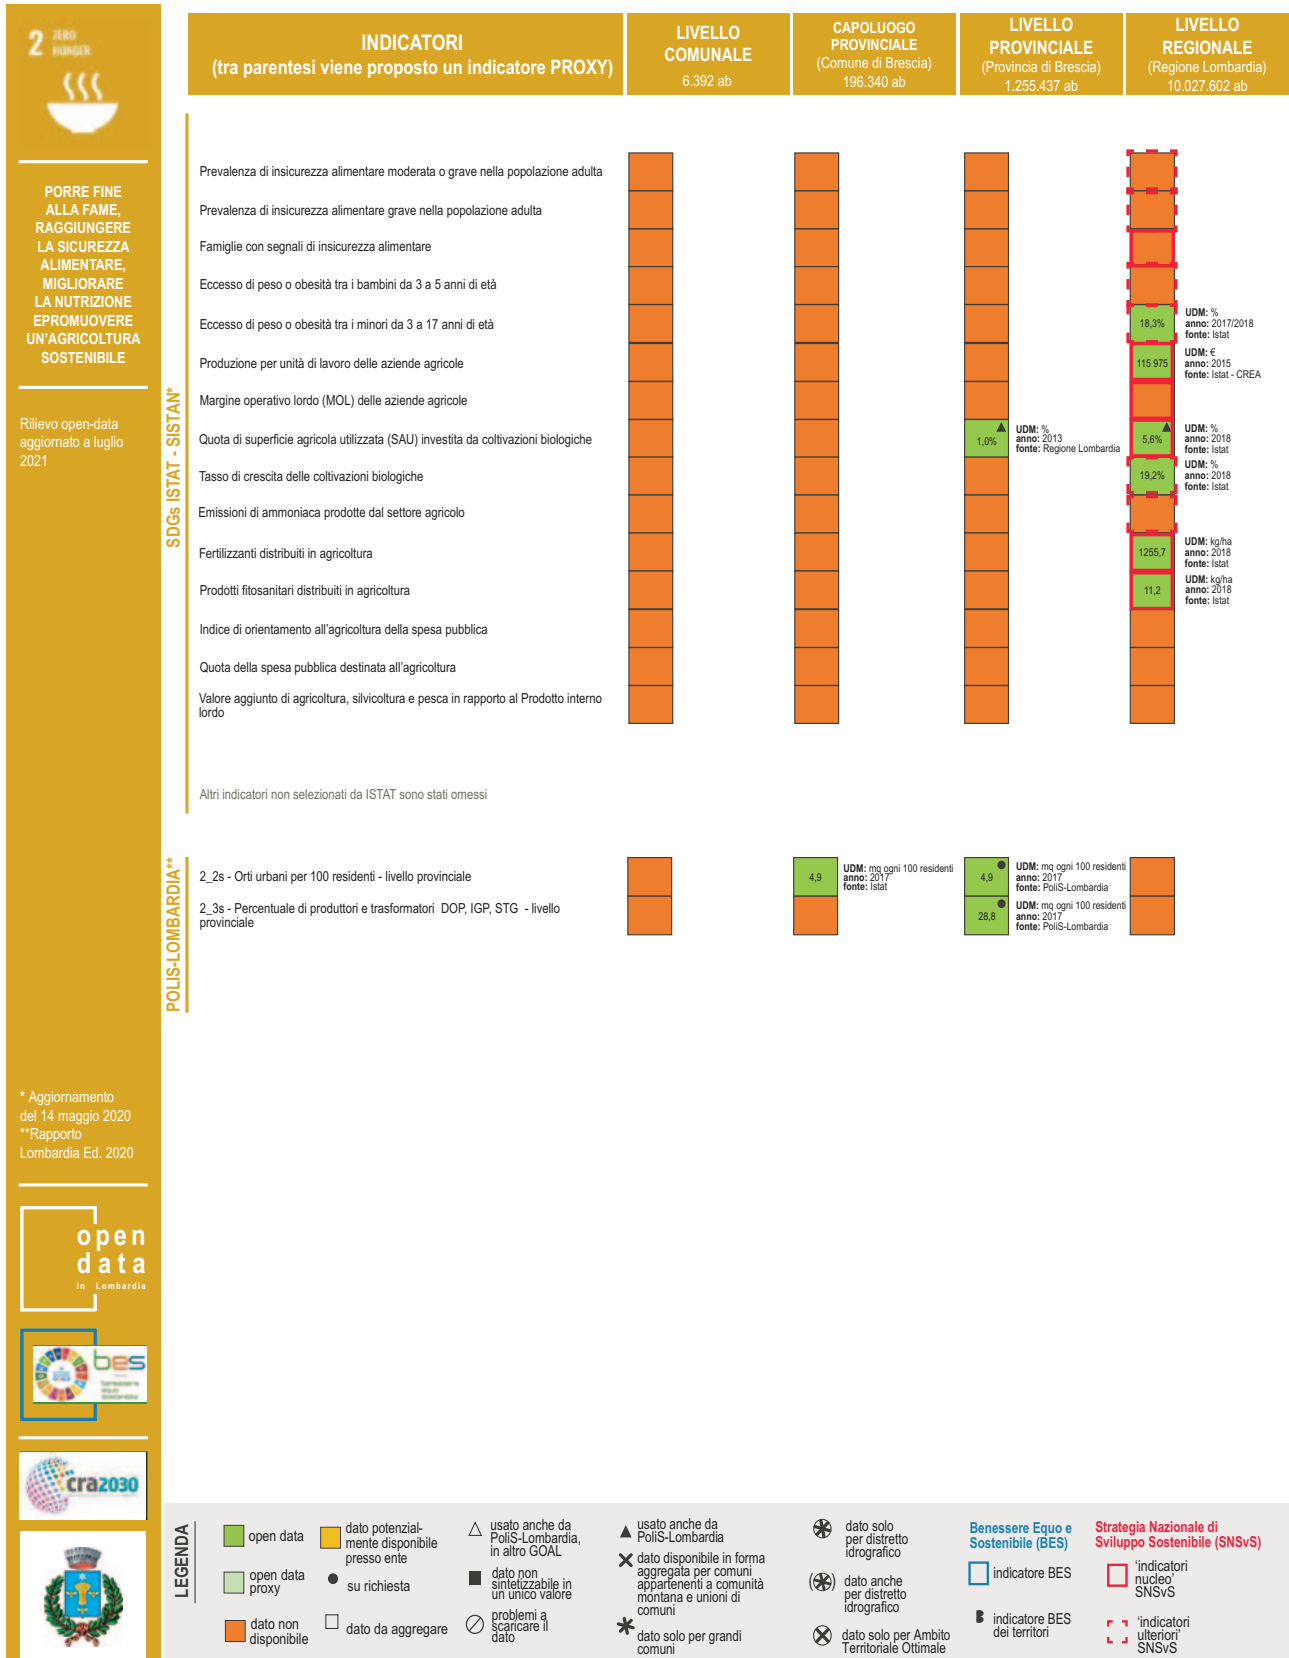 2 ZERO
HUNGER
PORRE FINE
ALLA FAME,
RAGGIUNGERE
LA SICUREZZA
ALIMENTARE,
MIGLIORARE
LA NUTRIZIONE
EPROMUOVERE
UN'AGRICOLTURA
SOSTENIBILE
Rilievo open-data
aggiornato a luglio
2021
* Aggiornamento
del 14 maggio 2020
**Rapporto
Lombardia Ed. 2020
open
data
in Lombardia
bes
benessere
equo
sostenibile
cra2030
INDICATORI
(tra parentesi viene proposto un indicatore PROXY)
LIVELLO
COMUNALE
6.392 ab
CAPOLUOGO
PROVINCIALE
(Comune di Brescia)
196.340 ab
LIVELLO
PROVINCIALE
(Provincia di Brescia)
1.255.437 ab
LIVELLO
REGIONALE
(Regione Lombardia)
10.027.602 ab
SDGs ISTAT - SISTAN*
Prevalenza di insicurezza alimentare moderata o grave nella popolazione adulta
Prevalenza di insicurezza alimentare grave nella popolazione adulta
Famiglie con segnali di insicurezza alimentare
Eccesso di peso o obesità tra i bambini da 3 a 5 anni di età
Eccesso di peso o obesità tra i minori da 3 a 17 anni di età
18,3%
UDM: %
anno: 2017/2018
fonte: Istat
Produzione per unità di lavoro delle aziende agricole
115 975
UDM: €
anno: 2015
fonte: Istat - CREA
Margine operativo lordo (MOL) delle aziende agricole
Quota di superficie agricola utilizzata (SAU) investita da coltivazioni biologiche
1,0%
UDM: %
anno: 2013
fonte: Regione Lombardia
5,6%
UDM: %
anno: 2018
fonte: Istat
Tasso di crescita delle coltivazioni biologiche
19,2%
UDM: %
anno: 2018
fonte: Istat
Emissioni di ammoniaca prodotte dal settore agricolo
Fertilizzanti distribuiti in agricoltura
1255,7
UDM: kg/ha
anno: 2018
fonte: Istat
Prodotti fitosanitari distribuiti in agricoltura
11,2
UDM: kg/ha
anno: 2018
fonte: Istat
Indice di orientamento all'agricoltura della spesa pubblica
Quota della spesa pubblica destinata all'agricoltura
Valore aggiunto di agricoltura, silvicoltura e pesca in rapporto al Prodotto interno
lordo
Altri indicatori non selezionati da ISTAT sono stati omessi
POLIS-LOMBARDIA**
2_2s - Orti urbani per 100 residenti - livello provinciale
4,9
UDM: mq ogni 100 residenti
anno: 2017
fonte: Istat
4,9
UDM: mq ogni 100 residenti
anno: 2017
fonte: PoliS-Lombardia
2_3s - Percentuale di produttori e trasformatori DOP, IGP, STG - livello
provinciale
28,8
UDM: mq ogni 100 residenti
anno: 2017
fonte: PoliS-Lombardia
LEGENDA
open data
open data
proxy
dato non
disponibile
dato potenzial-
mente disponibile
presso ente
su richiesta
dato da aggregare
usato anche da
PoliS-Lombardia,
in altro GOAL
dato non
sintetizzabile in
un unico valore
problemi a
scaricare il
dato
usato anche da
PoliS-Lombardia
dato disponibile in forma
aggregata per comuni
appartenenti a comunità
montana e unioni di
comuni
dato solo per grandi
comuni
dato solo
per distretto
idrografico
dato anche
per distretto
idrografico
dato solo per Ambito
Territoriale Ottimale
Benessere Equo e
Sostenibile (BES)
indicatore BES
B indicatore BES
dei territori
Strategia Nazionale di
Sviluppo Sostenibile (SNSvS)
'indicatori
nucleo'
SNSvS
'indicatori
ulteriori'
SNSvS